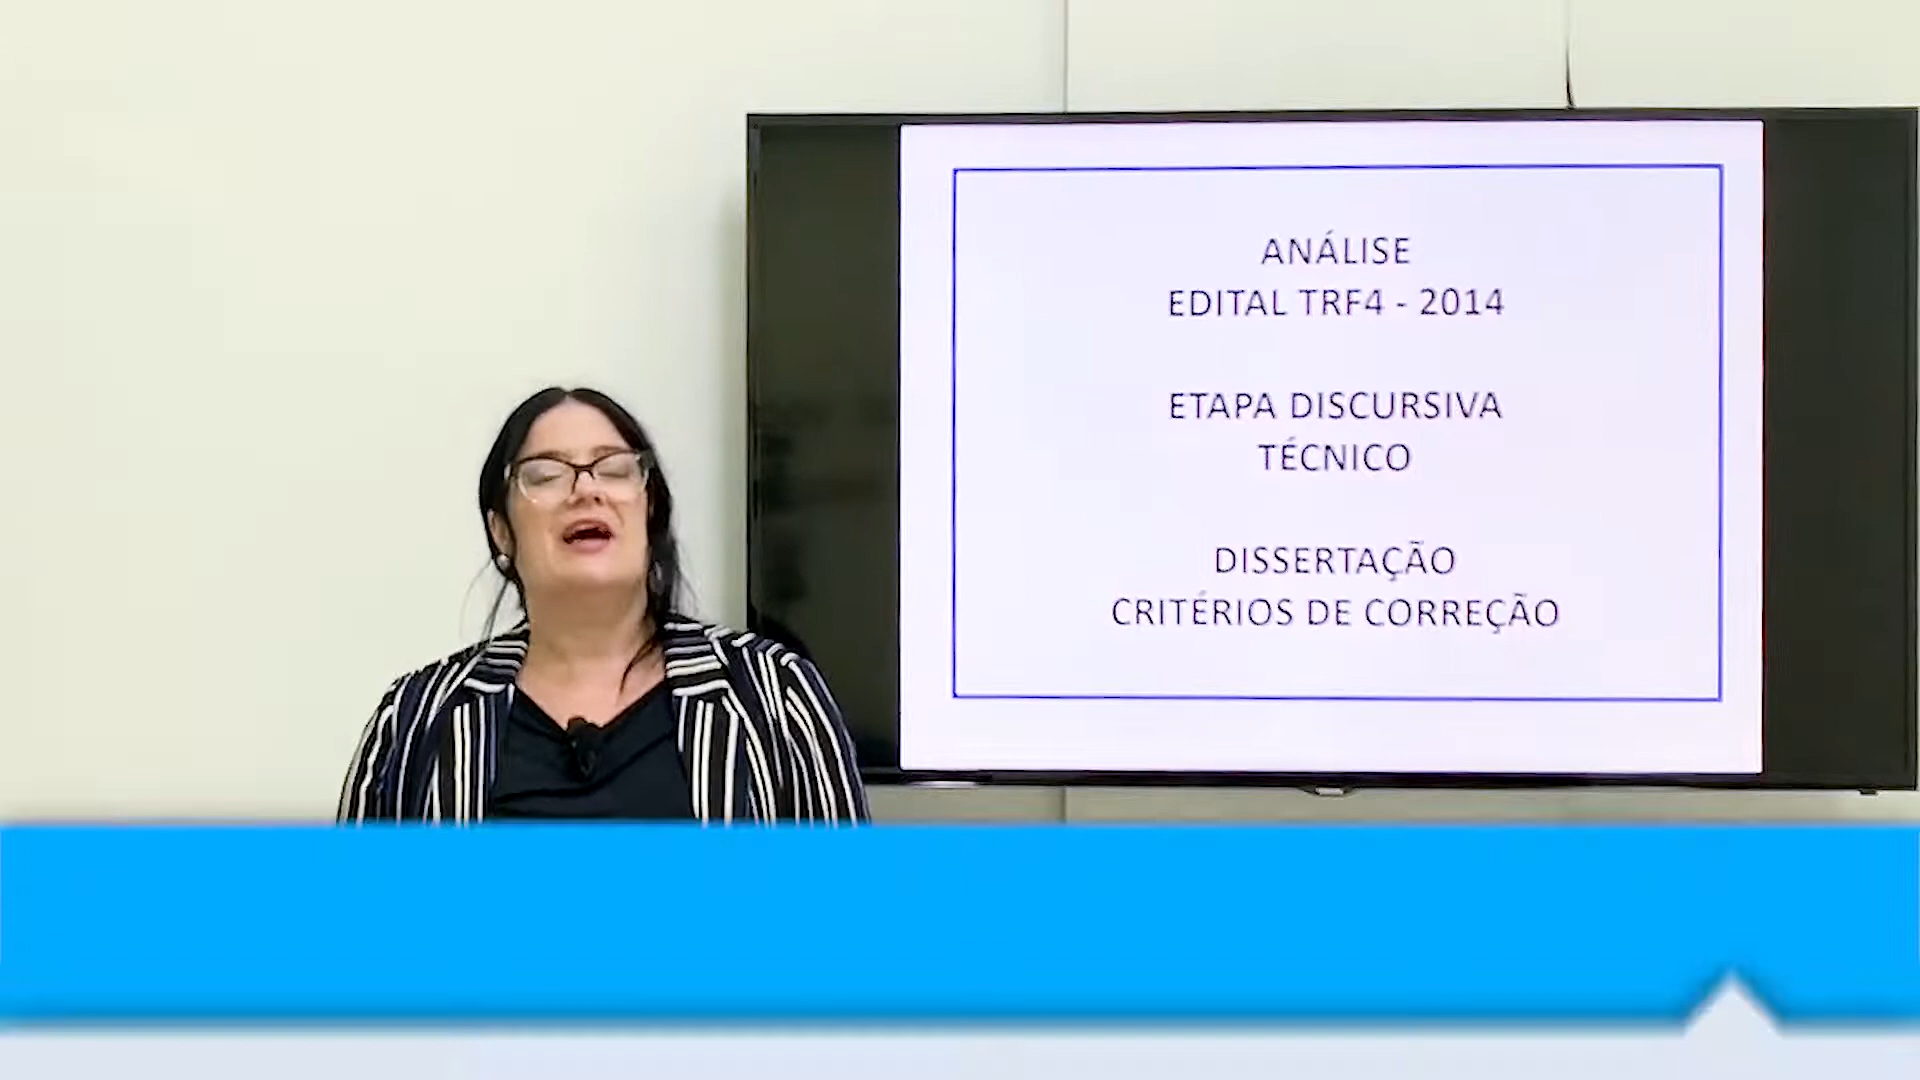 ANÁLISE
EDITAL TRF4 - 2014
ETAPA DISCURSIVA
TÉCNICO
DISSERTAÇÃO
CRITÉRIOS DE CORREÇÃO